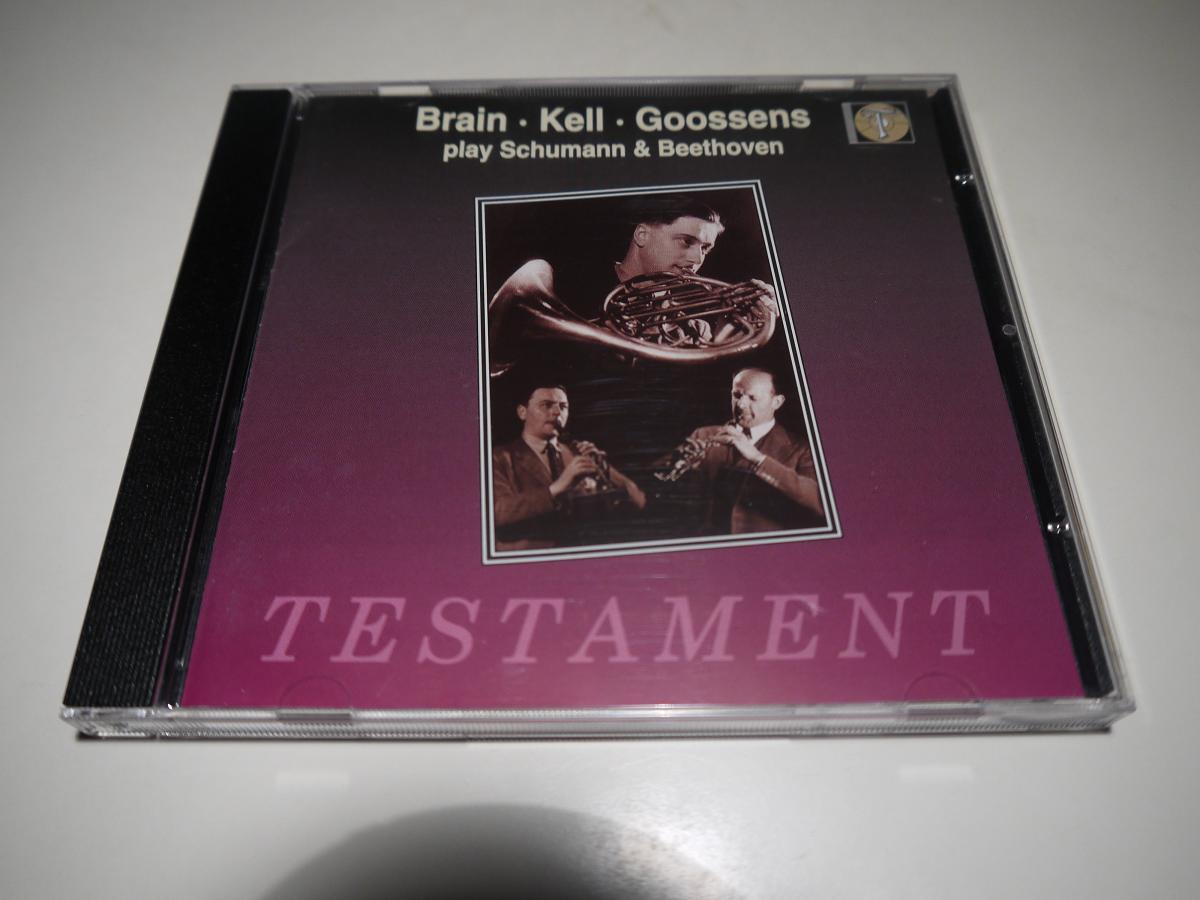 Brain · Kell · Goossens
T
play Schumann & Beethoven
TESTAMENT